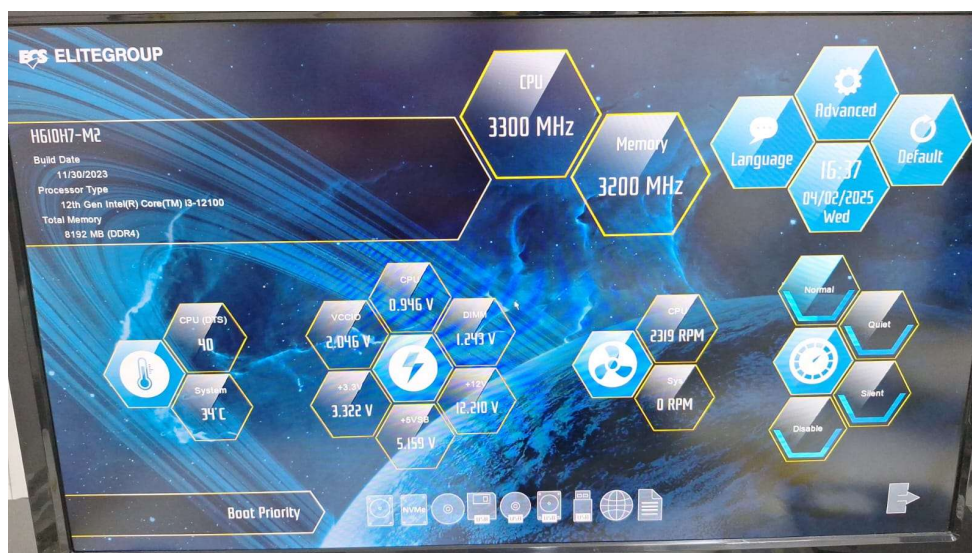 ECS ELITEGROUP
H610H7-M2
Build Date
11/30/2023
Processor Type
12th Gen Intel(R) Core(TM) i3-12100
Total Memory
8192 MB (DDR4)
CPU
3300 MHz
Memory
3200 MHz
Language
Advanced
Default
16:37
04/02/2025
Wed
CPU (DTS)
40
System
34°C
CPU
0.946 V
VCCIO
2.046 V
DIMM
1.243 V
+3.3V
3.322 V
+12V
12.210 V
+5VSB
5.159 V
CPU
2319 RPM
Sys
0 RPM
Normal
Quiet
Silent
Disable
Boot Priority
NVMe